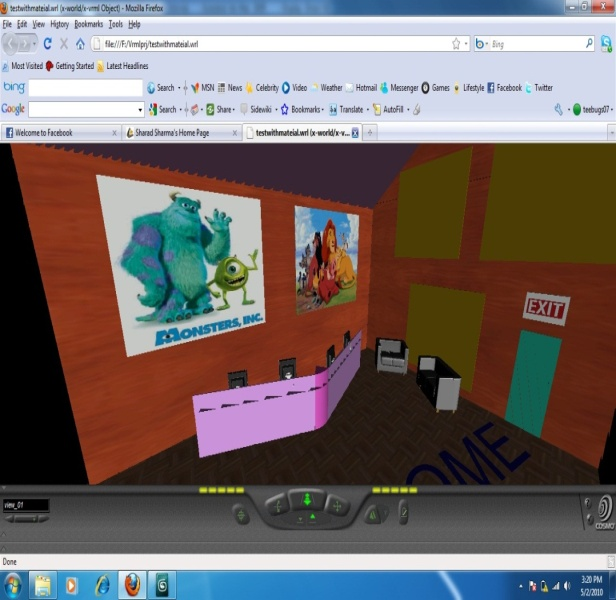 testwithmateial.wrl (x-world/x-vrml Object) - Mozilla Firefox
File Edit View History Bookmarks Tools Help
file:///F:/Vrmlprj/testwithmateial.wrl
Bing
Most Visited Getting Started Latest Headlines
bing Search MSN News Celebrity Video Weather Hotmail Messenger Games Lifestyle Facebook Twitter
Google Search Share Sidewiki Bookmarks Translate AutoFill teebugs07
Welcome to Facebook
Sharad Sharma's Home Page
testwithmateial.wrl (x-world/x-v...
MONSTERS, INC.
EXIT
OME
view_01
COSMO
Done
3:20 PM
5/2/2010